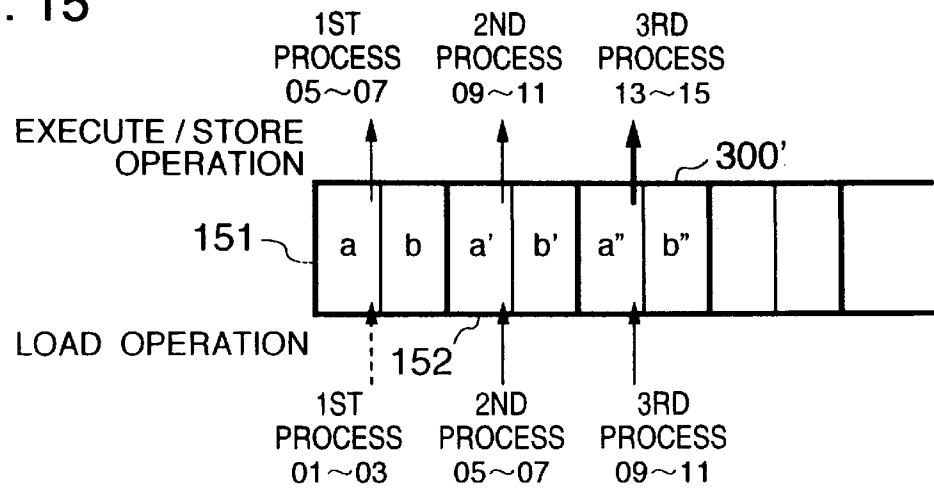 . 15
1ST PROCESS 05~07
2ND PROCESS 09~11
3RD PROCESS 13~15
EXECUTE / STORE
OPERATION
300'
151
a b a' b' a" b"
LOAD OPERATION
152
1ST PROCESS 01~03
2ND PROCESS 05~07
3RD PROCESS 09~11